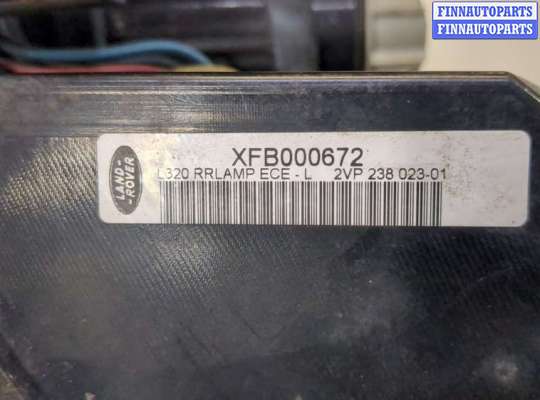 FINNAUTOPARTS
FINNAUTOPARTS
XFB000672
LAND-
-ROVER
L320 RRLAMP ECE - L 2VP 238 023-01